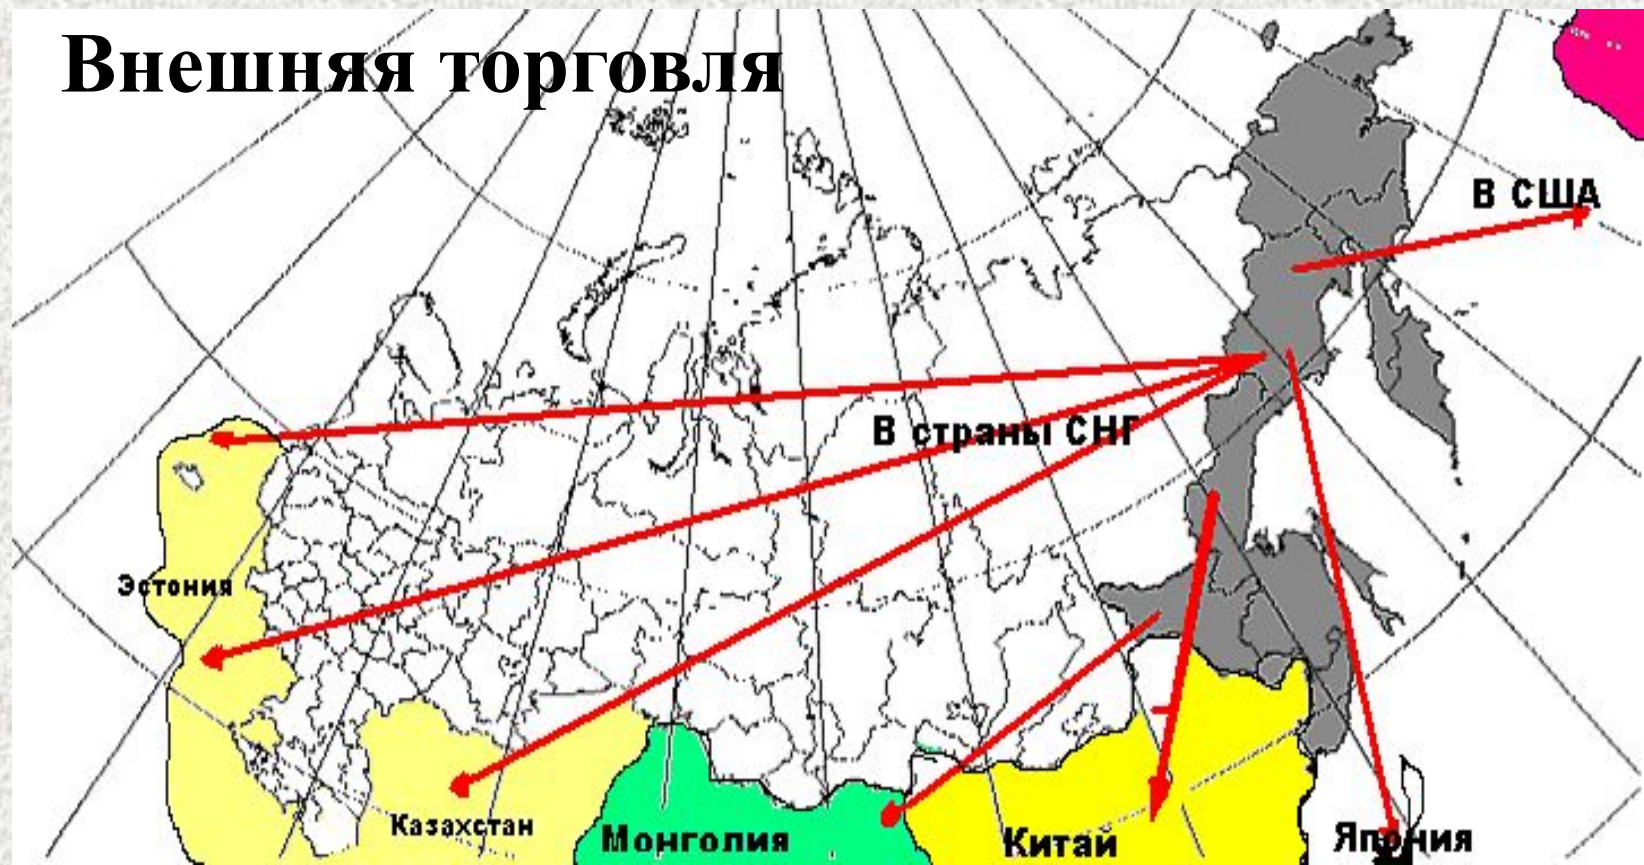 Внешняя торговля
В США
В страны СНГ
Эстония
Казахстан
Монголия
Китай
Япония